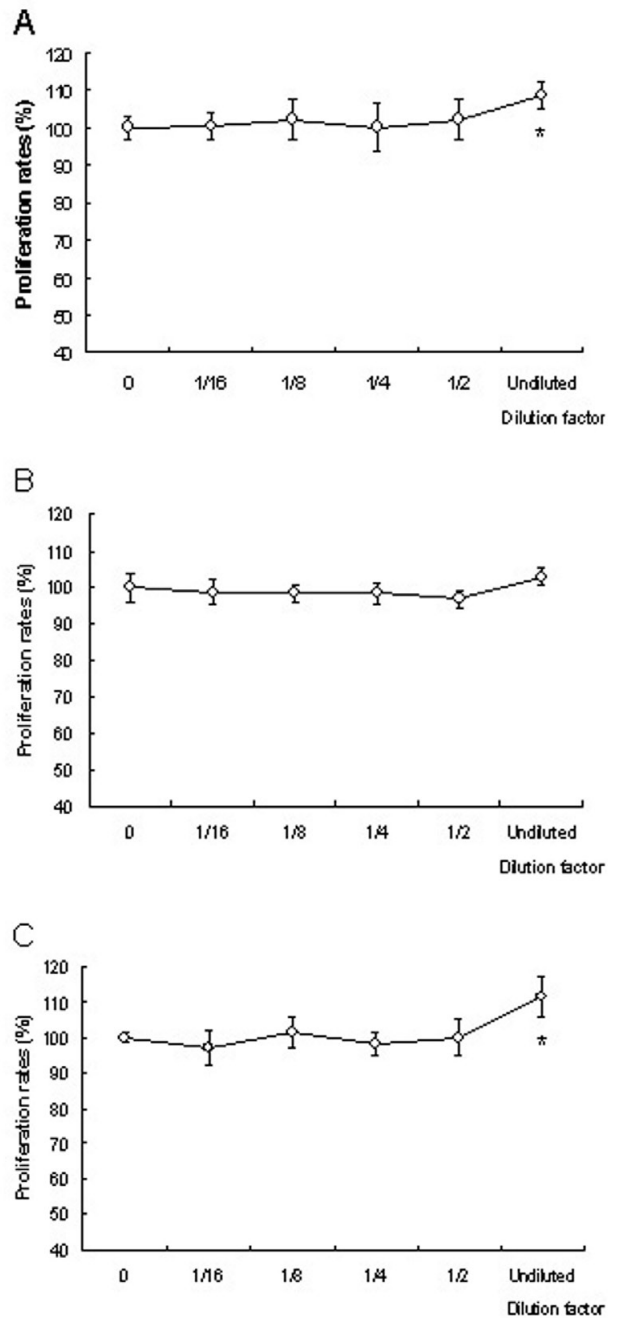 A
Proliferation rates (%)
120
110
100
90
80
70
60
50
40
*
0 1/16 1/8 1/4 1/2 Undiluted
Dilution factor
B
Proliferation rates (%)
120
110
100
90
80
70
60
50
40
0 1/16 1/8 1/4 1/2 Undiluted
Dilution factor
C
Proliferation rates (%)
120
110
100
90
80
70
60
50
40
*
0 1/16 1/8 1/4 1/2 Undiluted
Dilution factor